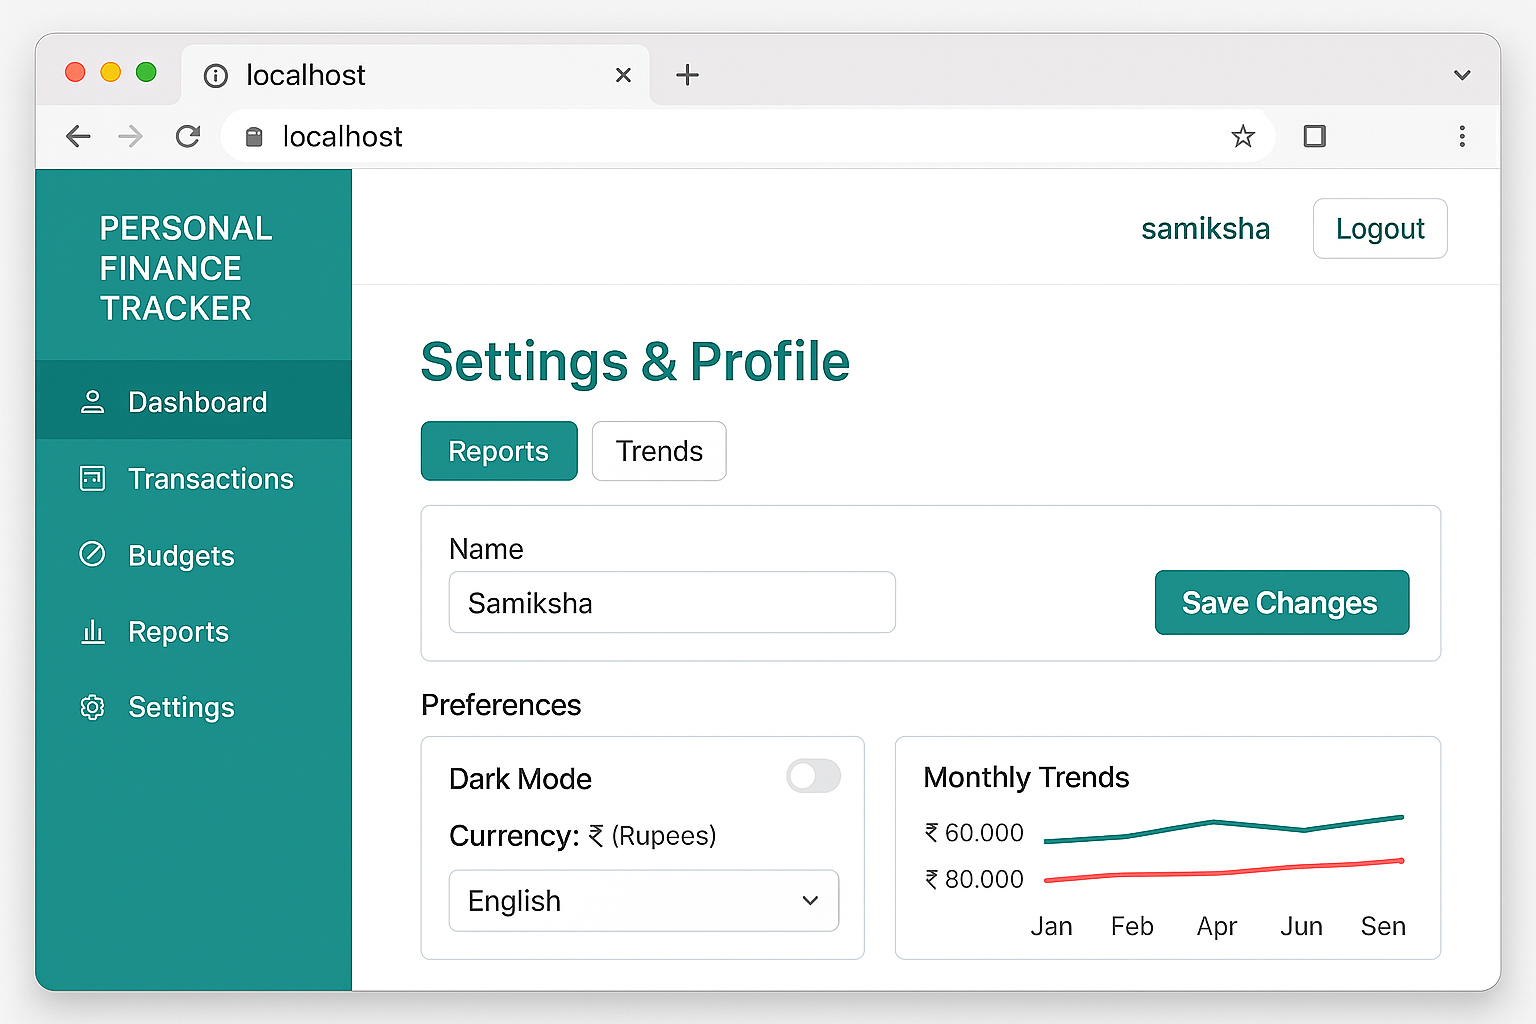 localhost
localhost
PERSONAL
FINANCE
TRACKER
samiksha
Logout
Dashboard
Transactions
Budgets
Reports
Settings
Settings & Profile
Reports
Trends
Name
Samiksha
Save Changes
Preferences
Dark Mode
Currency: ₹ (Rupees)
English
Monthly Trends
₹ 60.000
₹ 80.000
Jan Feb Apr Jun Sen